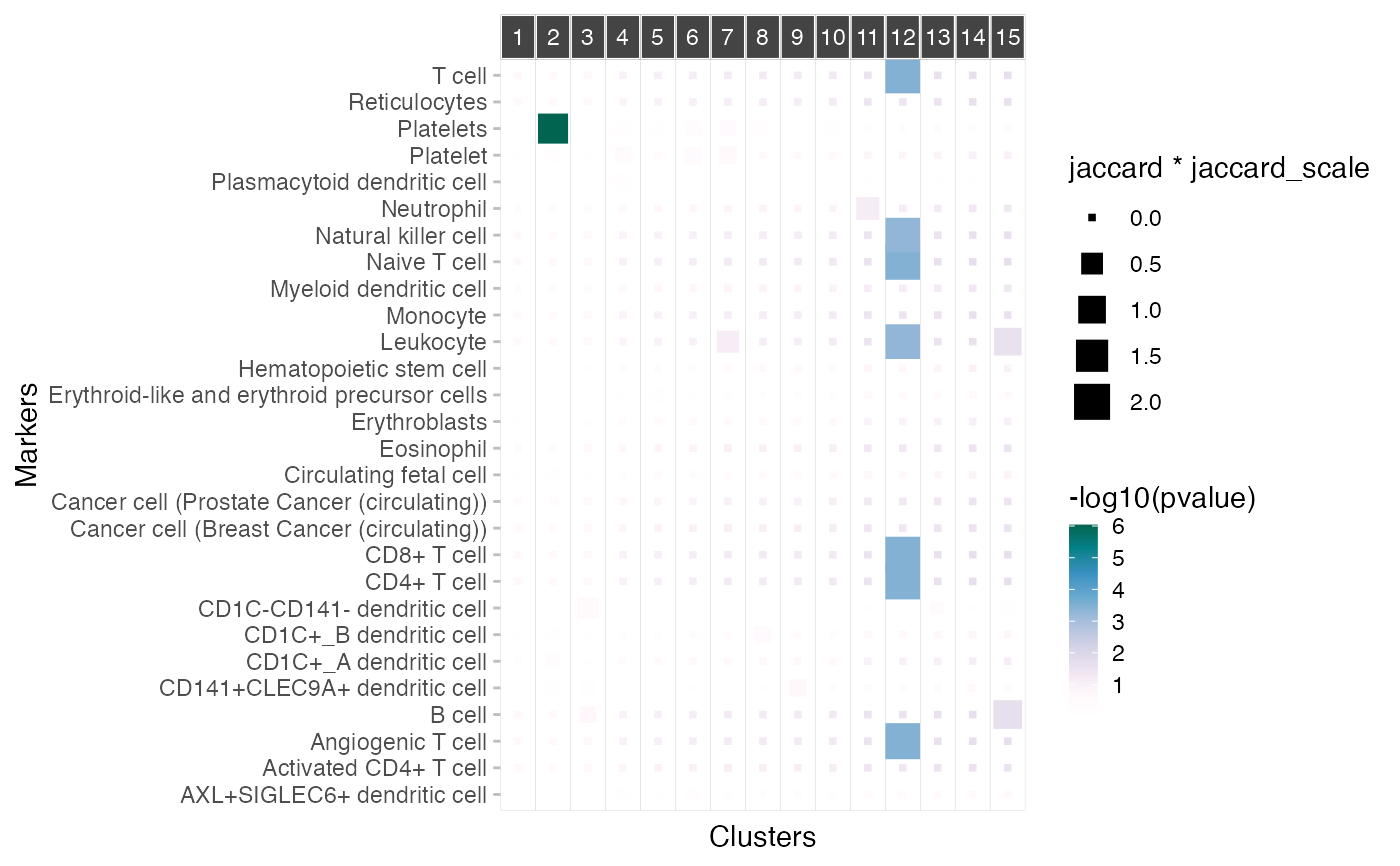 1 2 3 4 5 6 7 8 9 10 11 12 13 14 15
T cell
Reticulocytes
Platelets
Platelet
Plasmacytoid dendritic cell
Neutrophil
Natural killer cell
Naive T cell
Myeloid dendritic cell
Monocyte
Leukocyte
Hematopoietic stem cell
Erythroid-like and erythroid precursor cells
Erythroblasts
Eosinophil
Circulating fetal cell
Cancer cell (Prostate Cancer (circulating))
Cancer cell (Breast Cancer (circulating))
CD8+ T cell
CD4+ T cell
CD1C-CD141- dendritic cell
CD1C+_B dendritic cell
CD1C+_A dendritic cell
CD141+CLEC9A+ dendritic cell
B cell
Angiogenic T cell
Activated CD4+ T cell
AXL+SIGLEC6+ dendritic cell
Markers
Clusters
jaccard * jaccard_scale
0.0
0.5
1.0
1.5
2.0
-log10(pvalue)
6
5
4
3
2
1